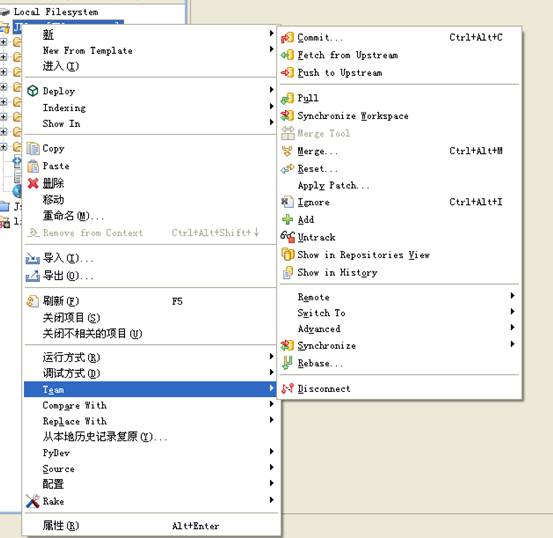 Local Filesystem
新
New From Template
进入(I)
Deploy
Indexing
Show In
Copy
Paste
删除
移动
重命名(M)...
Remove from Context Ctrl+Alt+Shift+↓
导入(I)...
导出(O)...
刷新(F) F5
关闭项目(S)
关闭不相关的项目(U)
运行方式(R)
调试方式(D)
Team
Compare With
Replace With
从本地历史记录复原(Y)...
PyDev
Source
配置
Rake
属性(R) Alt+Enter
Commit... Ctrl+Alt+C
Fetch from Upstream
Push to Upstream
Pull
Synchronize Workspace
Merge Tool
Merge... Ctrl+Alt+M
Reset...
Apply Patch...
Ignore Ctrl+Alt+I
Add
Untrack
Show in Repositories View
Show in History
Remote
Switch To
Advanced
Synchronize
Rebase...
Disconnect